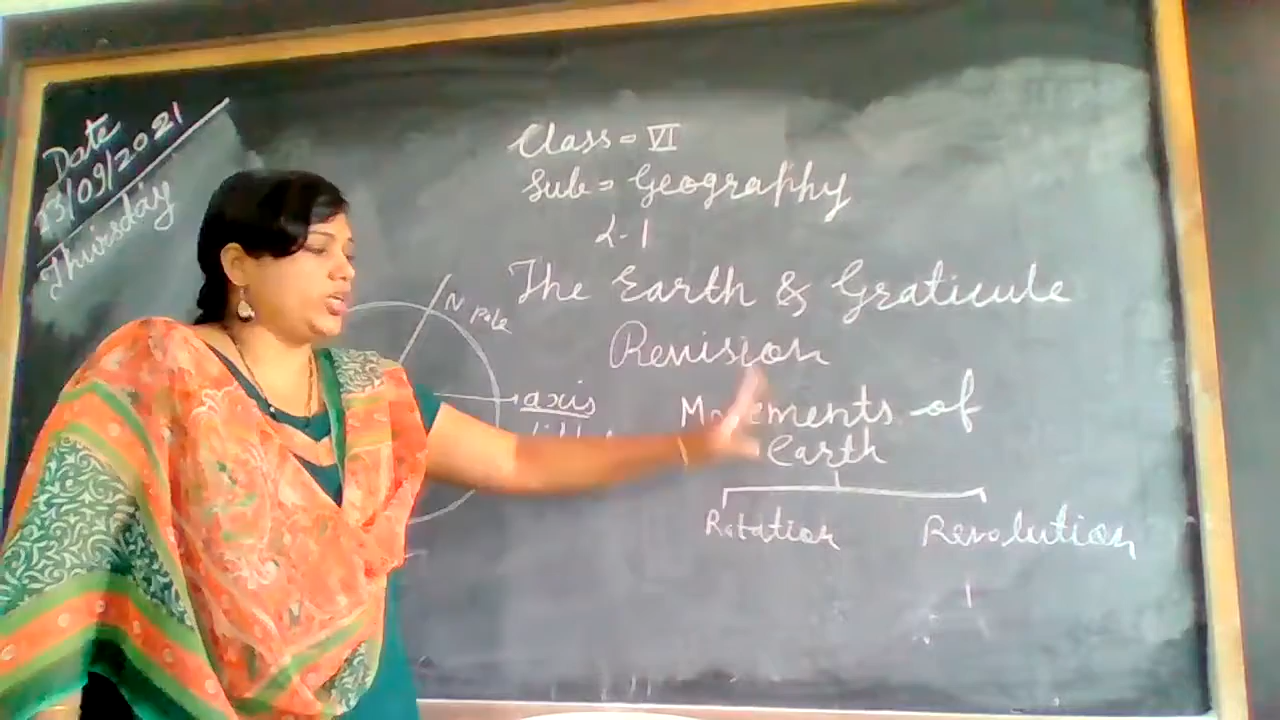 Date
23/09/2021
Thursday
Class = VI
Sub = Geography
L-1
The Earth & Graticule
Revision
N Pole
axis
Movements of
Earth
Rotation
Revolution